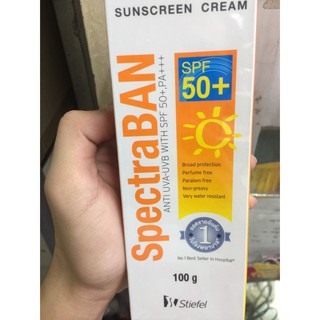 SUNSCREEN CREAM
SpectraBAN
ANTI UVA-UVB WITH SPF 50+, PA+++
SPF
50+
Broad protection
Perfume free
Paraben free
Non-greasy
Very water resistant
1
No.1 Best Seller in Hospital*
100 g
Stiefel